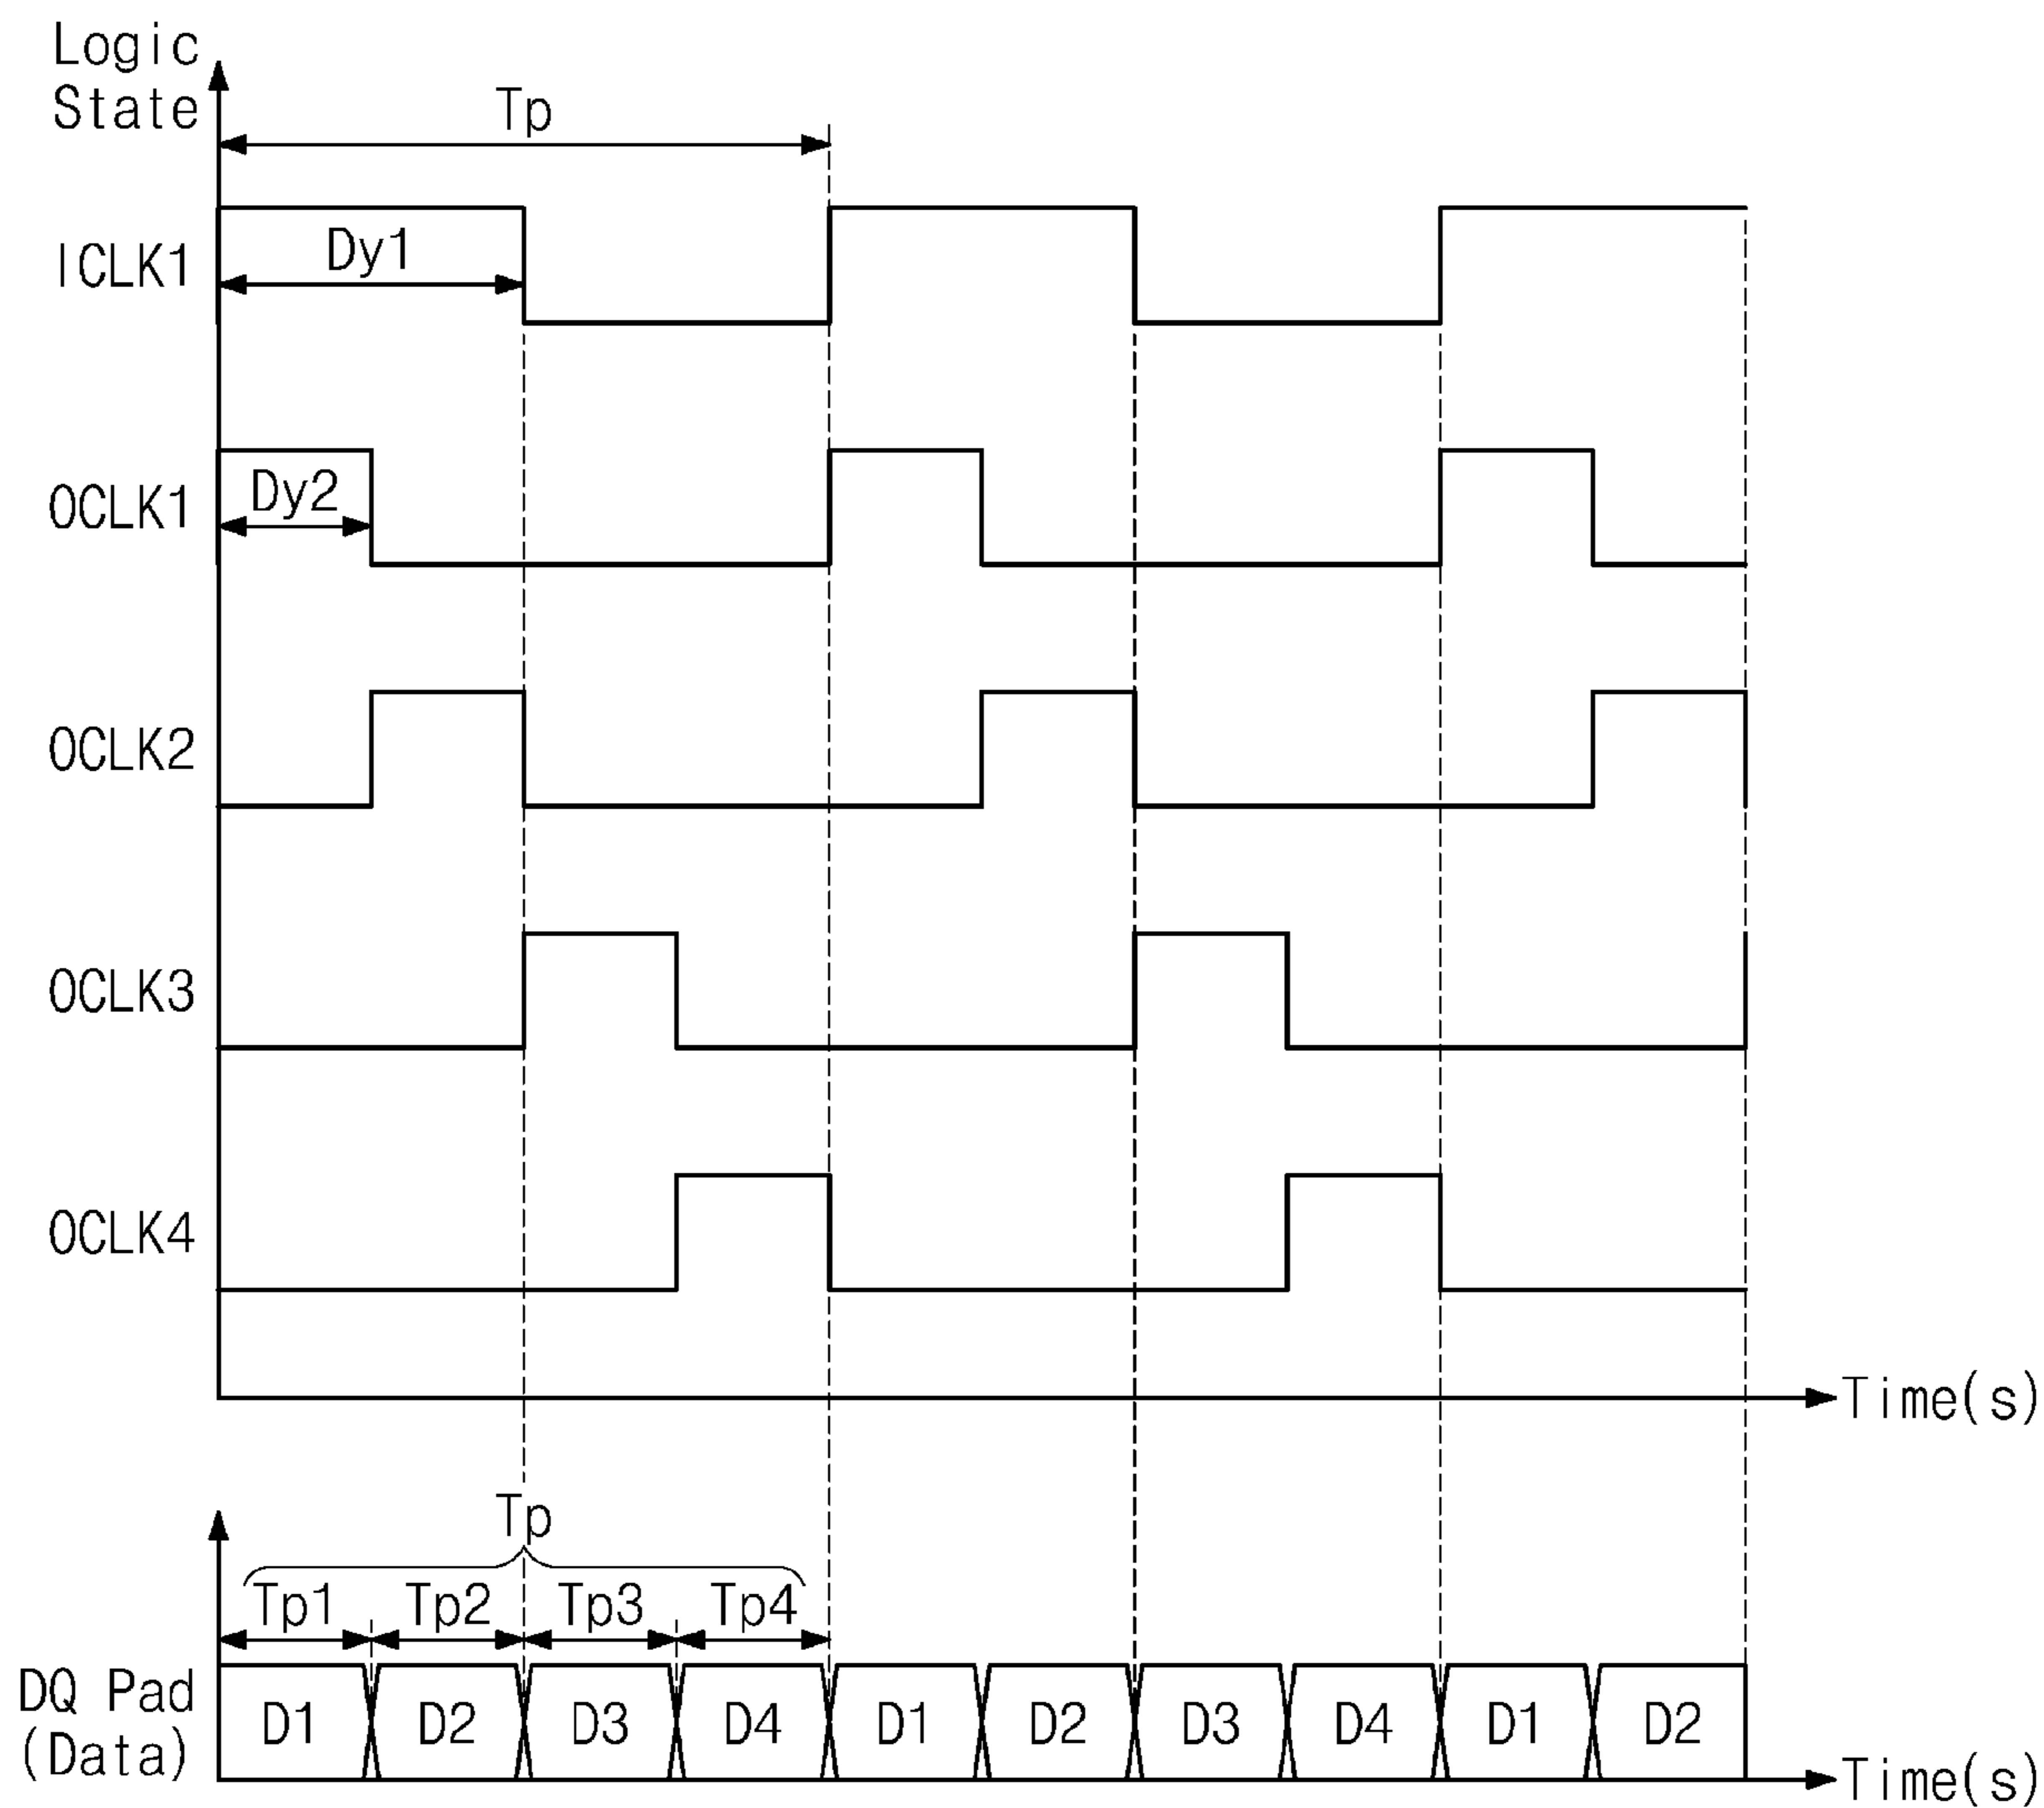 Logic
State
Tp
ICLK1
Dy1
OCLK1
Dy2
OCLK2
OCLK3
OCLK4
Time(s)
Tp
Tp1 Tp2 Tp3 Tp4
DQ Pad
(Data)
D1 D2 D3 D4 D1 D2 D3 D4 D1 D2
Time(s)